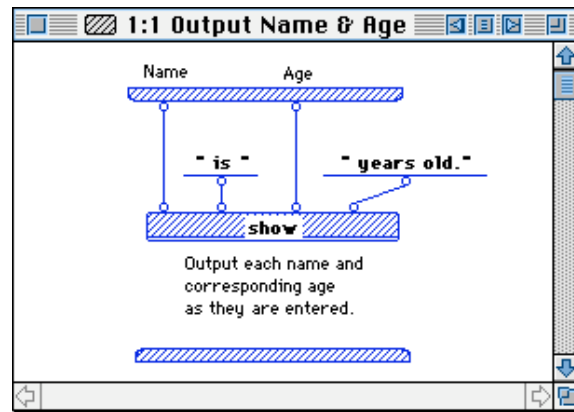 1:1 Output Name & Age
Name Age
" is " " years old."
show
Output each name and
corresponding age
as they are entered.